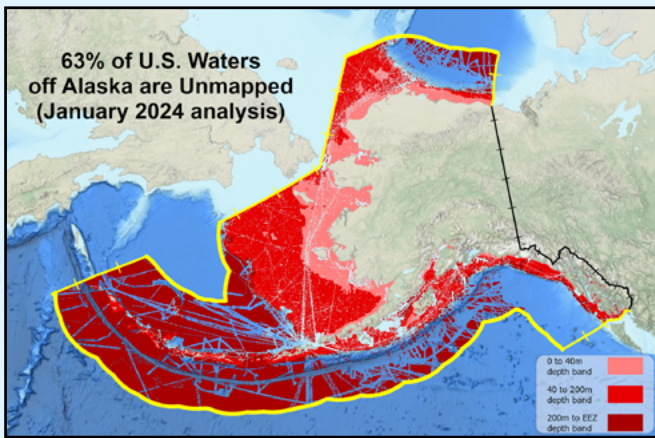 63% of U.S. Waters
off Alaska are Unmapped
(January 2024 analysis)
0 to 40m
depth band
40 to 200m
depth band
200m to EEZ
depth band